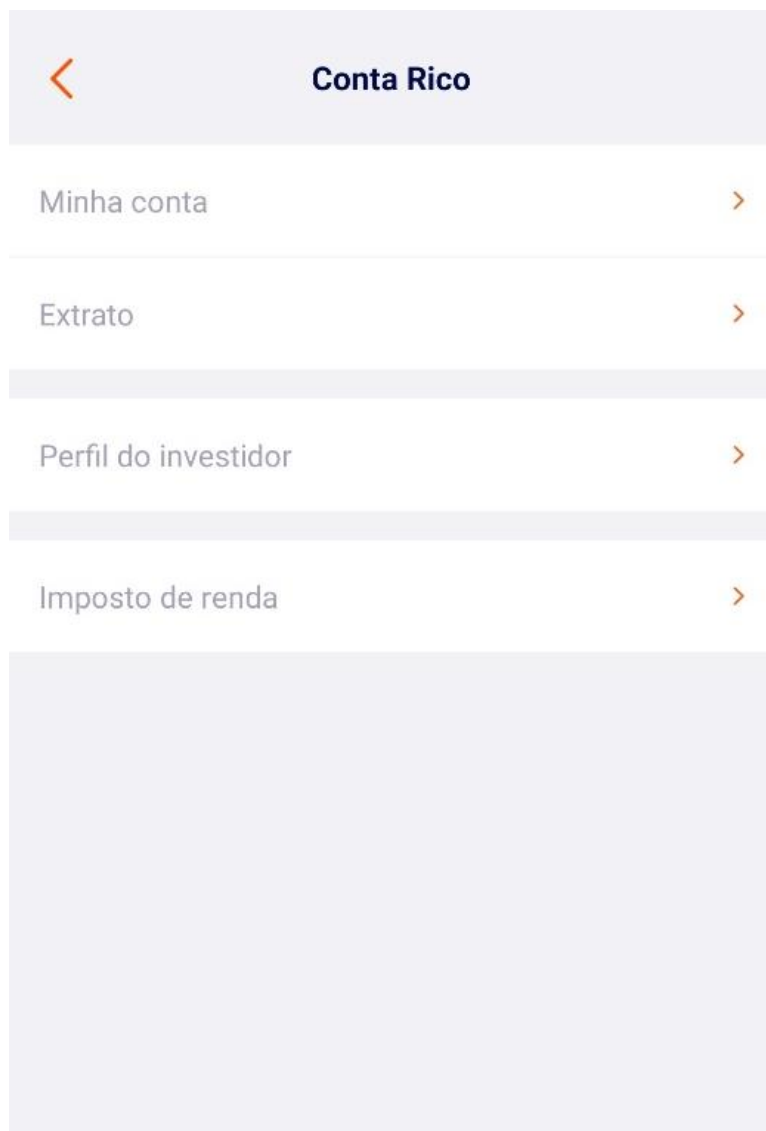 Conta Rico
Minha conta
Extrato
Perfil do investidor
Imposto de renda